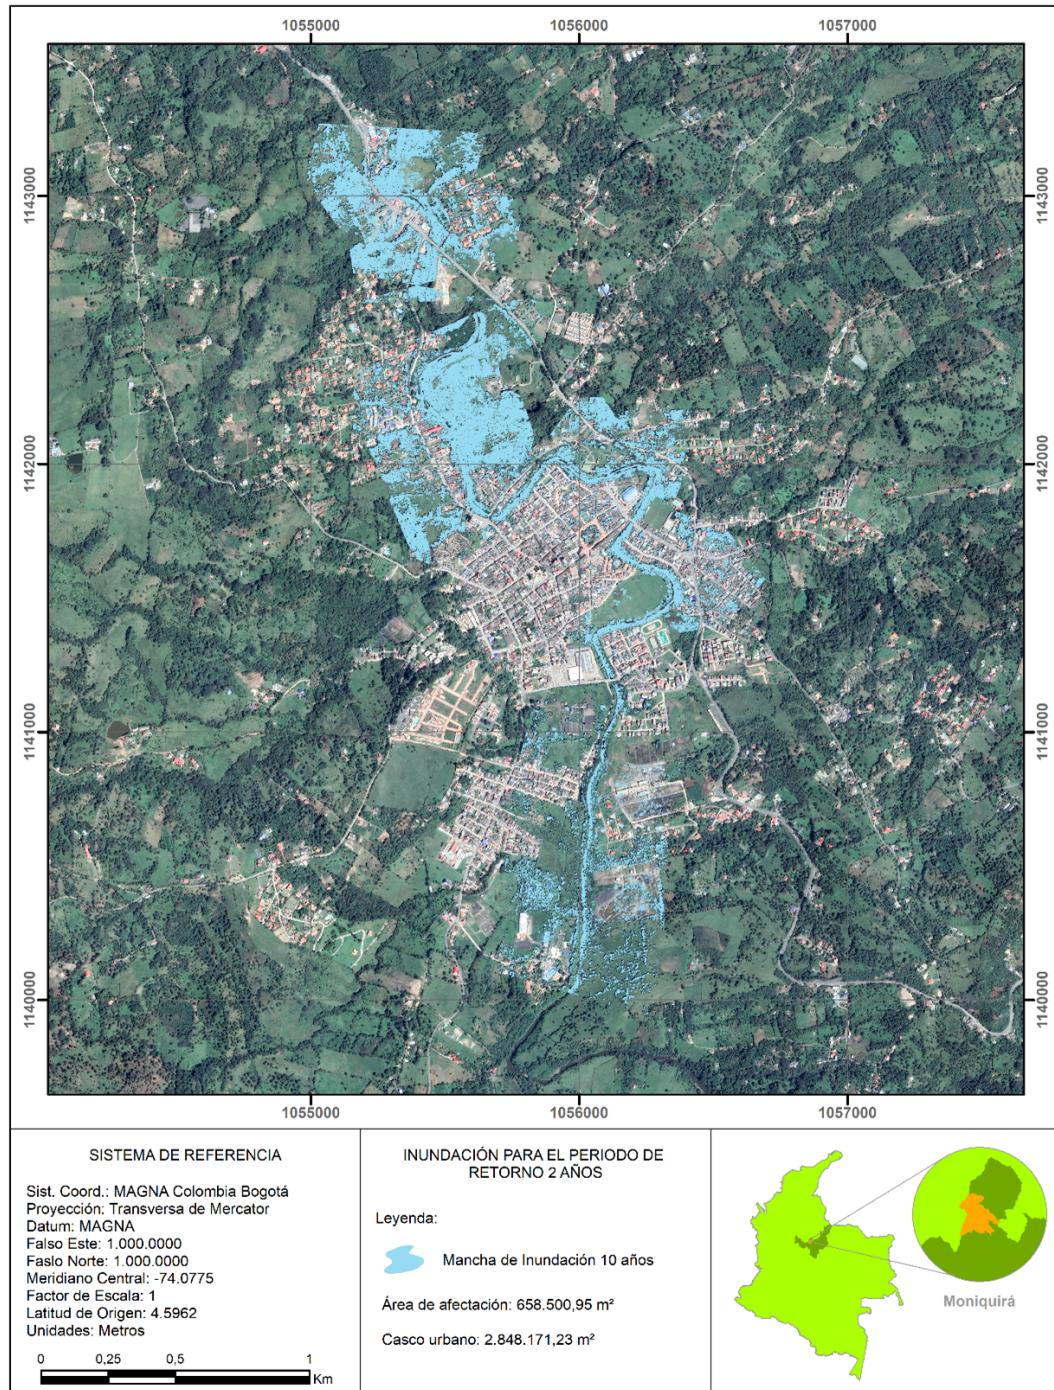 1055000
1056000
1057000
1143000
1143000
1142000
1142000
1141000
1141000
1140000
1140000
1055000
1056000
1057000
SISTEMA DE REFERENCIA
Sist. Coord.: MAGNA Colombia Bogotá
Proyección: Transversa de Mercator
Datum: MAGNA
Falso Este: 1.000.0000
Faslo Norte: 1.000.0000
Meridiano Central: -74.0775
Factor de Escala: 1
Latitud de Origen: 4.5962
Unidades: Metros
0 0,25 0,5 1
Km
INUNDACIÓN PARA EL PERIODO DE
RETORNO 2 AÑOS
Leyenda:
Mancha de Inundación 10 años
Área de afectación: 658.500,95 m²
Casco urbano: 2.848.171,23 m²
Moniquirá